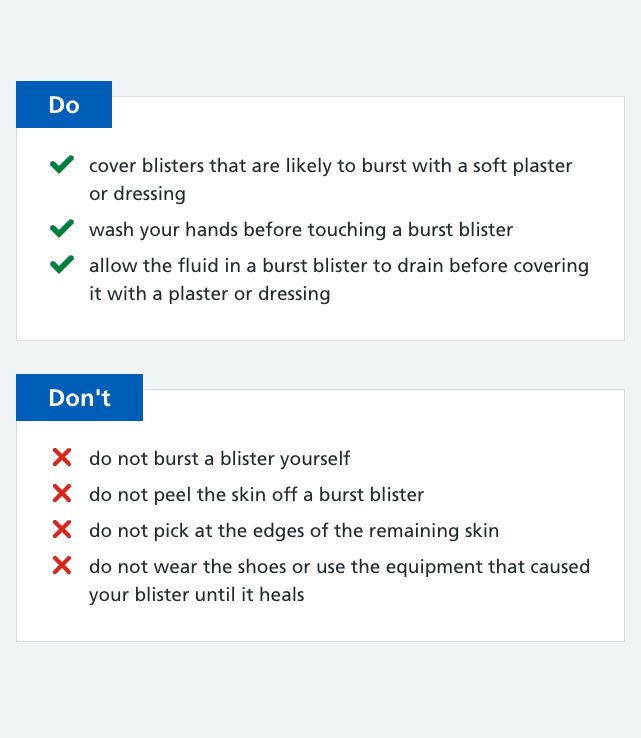 Do
cover blisters that are likely to burst with a soft plaster
or dressing
wash your hands before touching a burst blister
allow the fluid in a burst blister to drain before covering
it with a plaster or dressing
Don't
do not burst a blister yourself
do not peel the skin off a burst blister
do not pick at the edges of the remaining skin
do not wear the shoes or use the equipment that caused
your blister until it heals